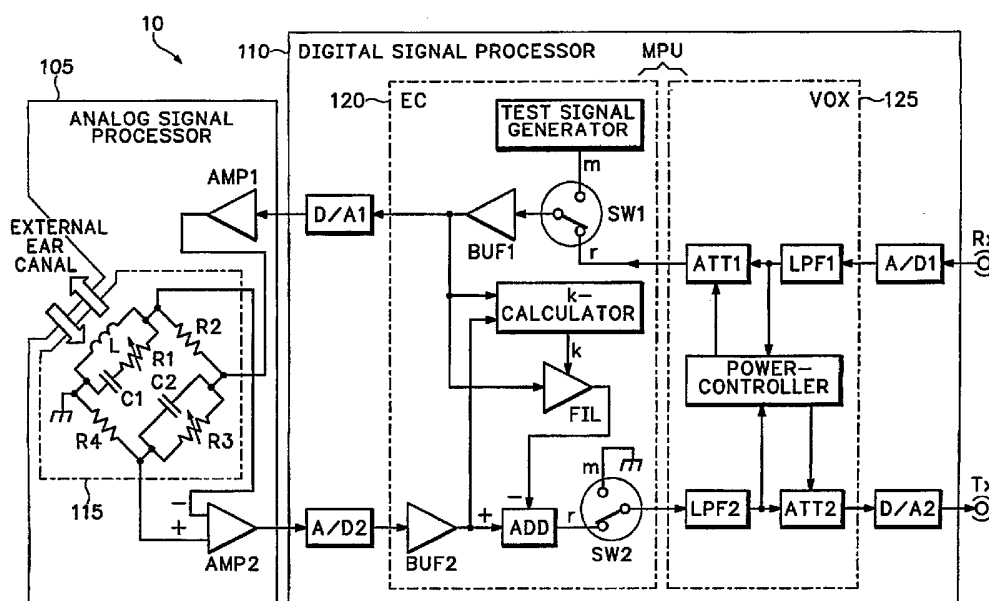 10
105
ANALOG SIGNAL
PROCESSOR
110
DIGITAL SIGNAL PROCESSOR
MPU
120
EC
VOX
125
TEST SIGNAL
GENERATOR
m
AMP1
D/A1
BUF1
SW1
r
EXTERNAL
EAR
CANAL
ATT1
LPF1
A/D1
Rx
k-
CALCULATOR
k
L
R1
R2
C1
C2
R4
R3
FIL
POWER-
CONTROLLER
115
m
−
+
AMP2
A/D2
BUF2
+
−
ADD
r
SW2
LPF2
ATT2
D/A2
Tx